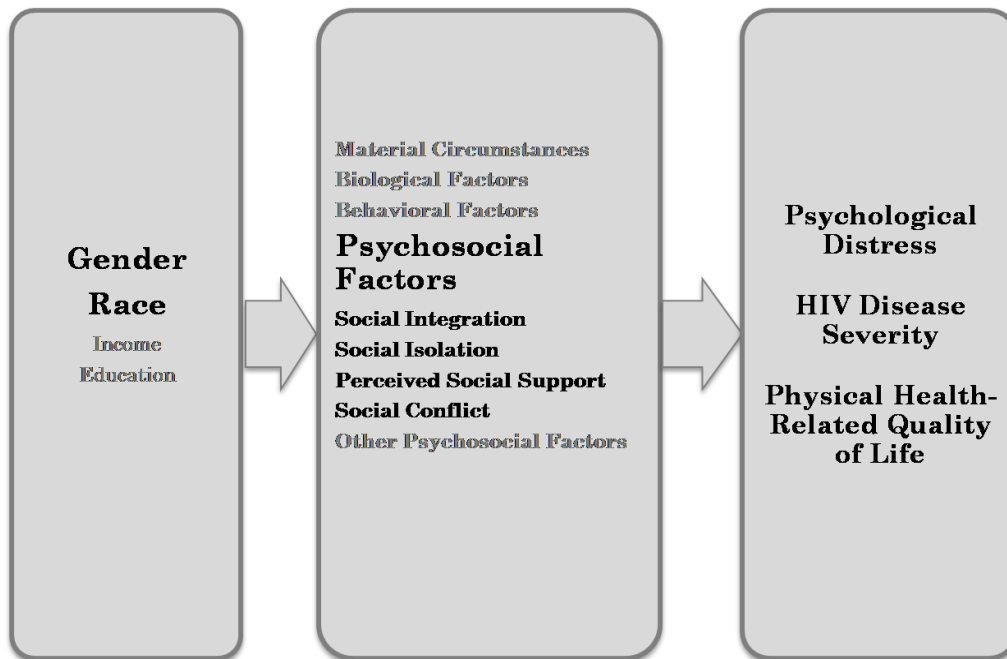 Gender
Race
Income
Education
Material Circumstances
Biological Factors
Behavioral Factors
Psychosocial
Factors
Social Integration
Social Isolation
Perceived Social Support
Social Conflict
Other Psychosocial Factors
Psychological
Distress
HIV Disease
Severity
Physical Health-
Related Quality
of Life